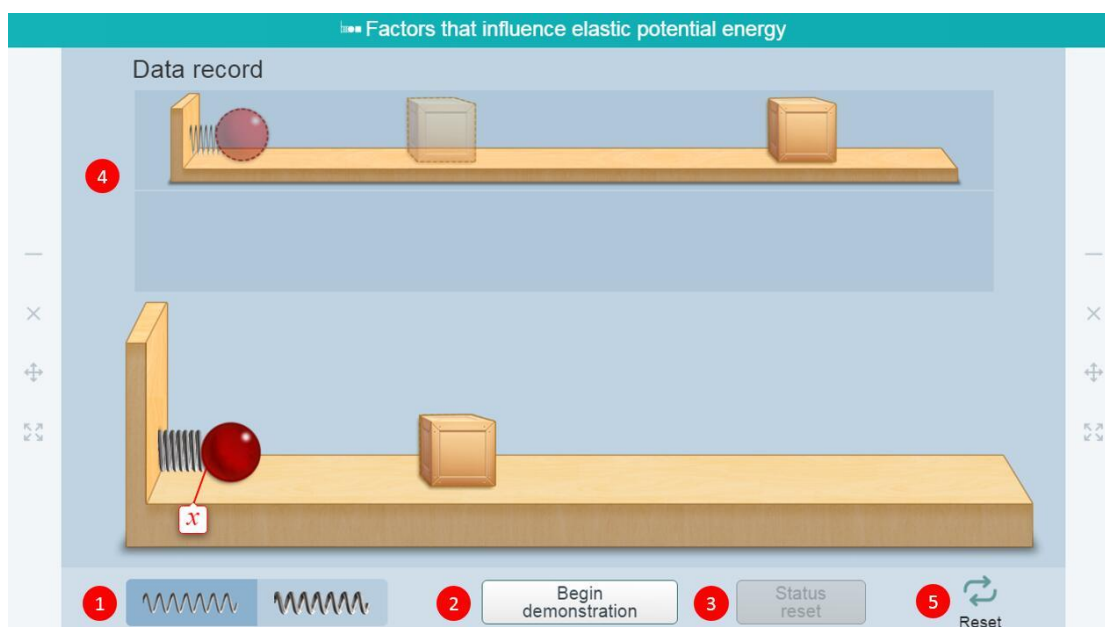 Factors that influence elastic potential energy
Data record
4
x
1
2
Begin
demonstration
3
Status
reset
5
Reset